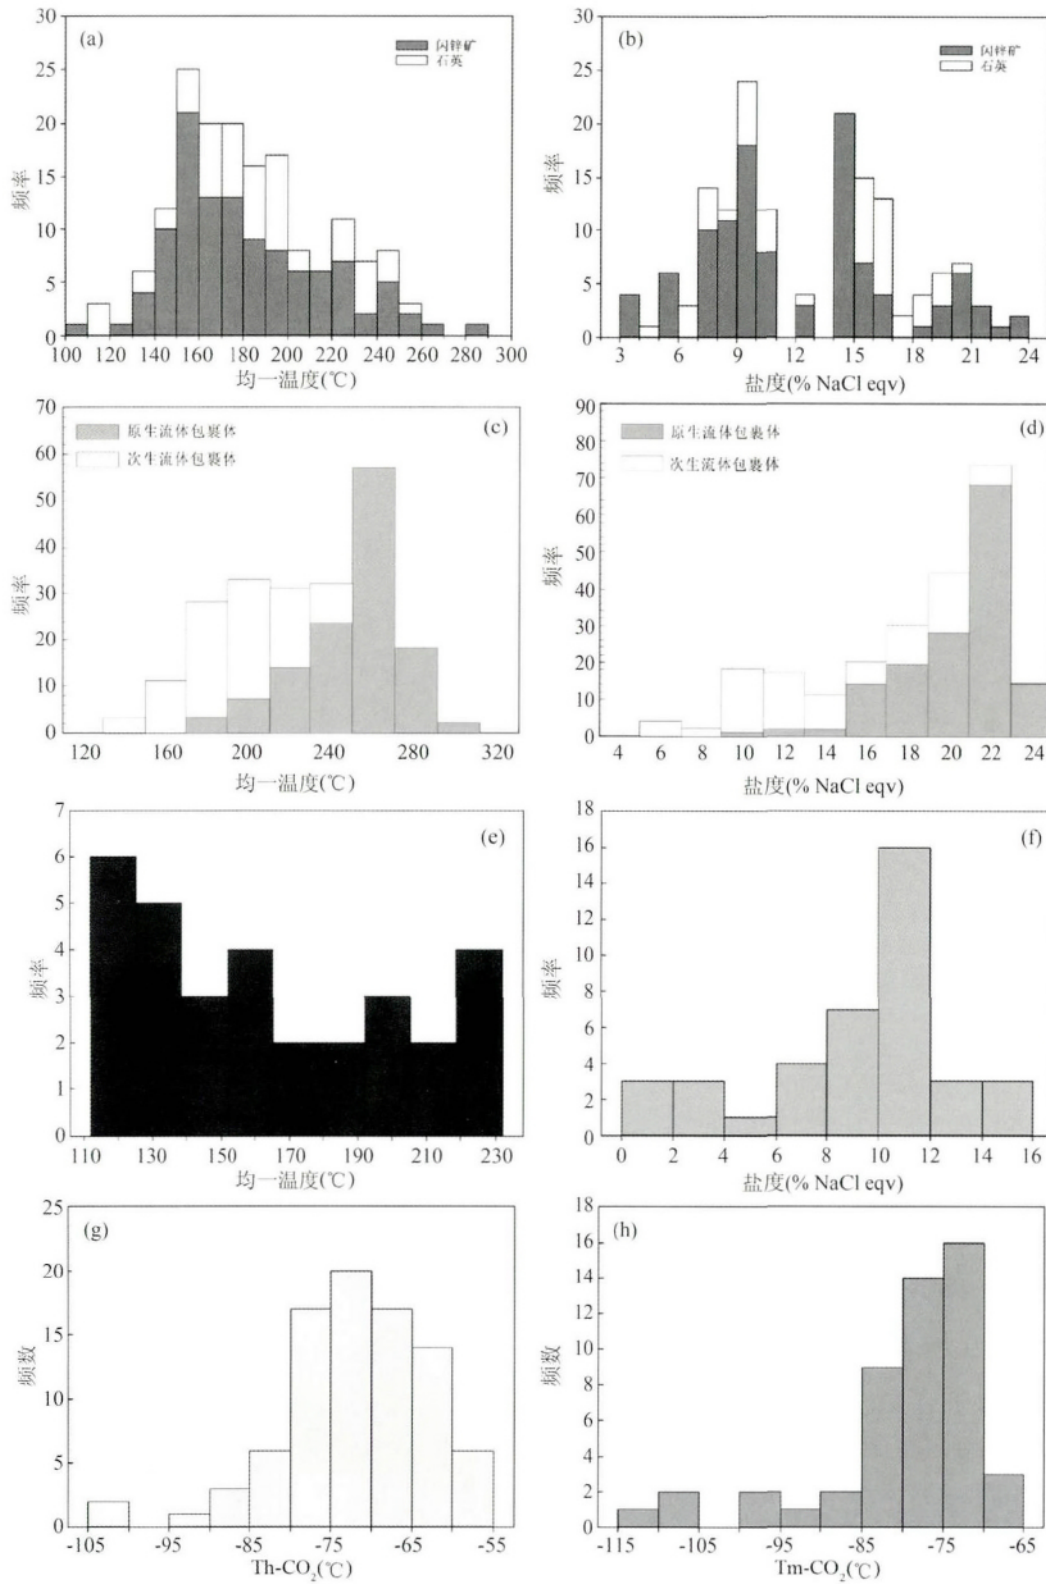 (a)
闪锌矿
石英
30
25
20
15
10
5
0
频率
100 120 140 160 180 200 220 240 260 280 300
均一温度(℃)
(b)
闪锌矿
石英
30
25
20
15
10
5
0
频率
3 6 9 12 15 18 21 24
盐度(% NaCl eqv)
(c)
原生流体包裹体
次生流体包裹体
70
60
50
40
30
20
10
0
频率
120 160 200 240 280 320
均一温度(℃)
(d)
原生流体包裹体
次生流体包裹体
90
80
70
60
50
40
30
20
10
0
频率
4 6 8 10 12 14 16 18 20 22 24
盐度(% NaCl eqv)
(e)
7
6
5
4
3
2
1
0
频率
110 130 150 170 190 210 230
均一温度(℃)
(f)
18
16
14
12
10
8
6
4
2
0
频率
0 2 4 6 8 10 12 14 16
盐度(% NaCl eqv)
(g)
25
20
15
10
5
0
频数
-105 -95 -85 -75 -65 -55
Th-CO₂(℃)
(h)
18
16
14
12
10
8
6
4
2
0
频数
-115 -105 -95 -85 -75 -65
Tm-CO₂(℃)